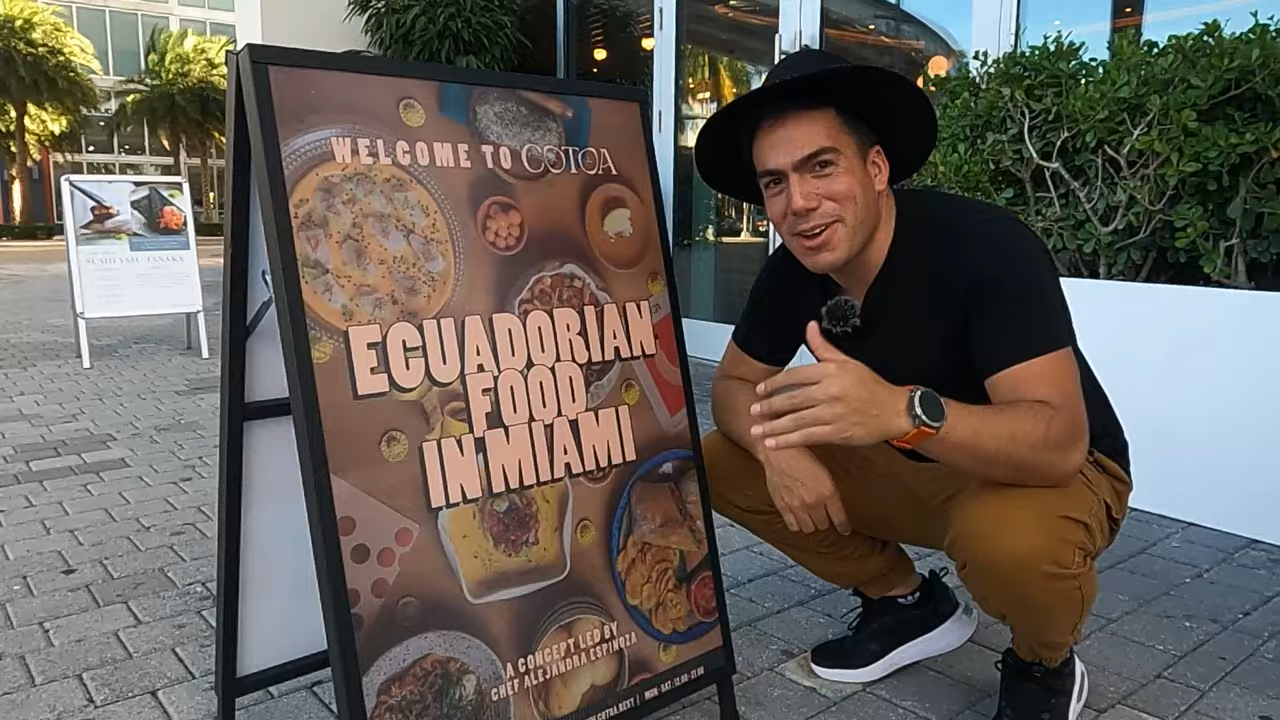 WELCOME TO COTOA
ECUADORIAN
FOOD
IN MIAMI
A CONCEPT LED BY
CHEF ALEJANDRA ESPINOZA
SUSHI YASU TANAKA